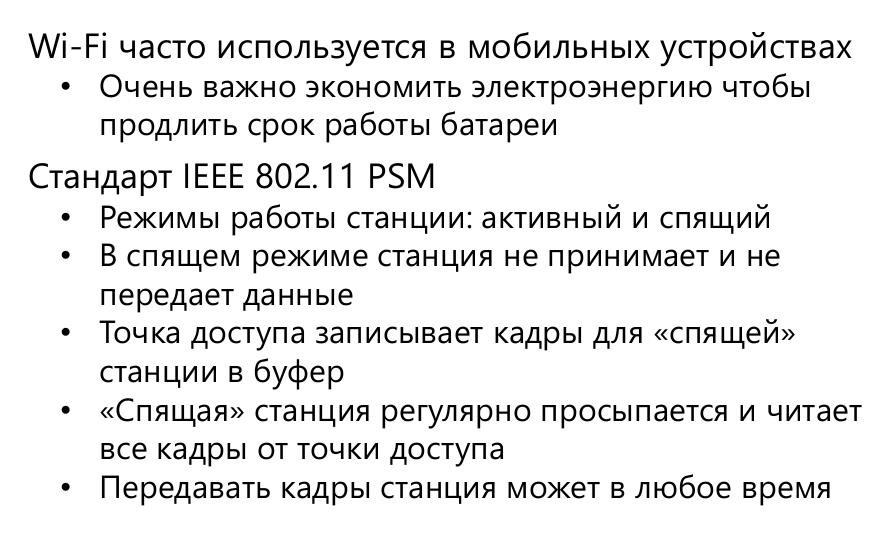 Wi-Fi часто используется в мобильных устройствах
• Очень важно экономить электроэнергию чтобы
продлить срок работы батареи
Стандарт IEEE 802.11 PSM
• Режимы работы станции: активный и спящий
• В спящем режиме станция не принимает и не
передает данные
• Точка доступа записывает кадры для «спящей»
станции в буфер
• «Спящая» станция регулярно просыпается и читает
все кадры от точки доступа
• Передавать кадры станция может в любое время